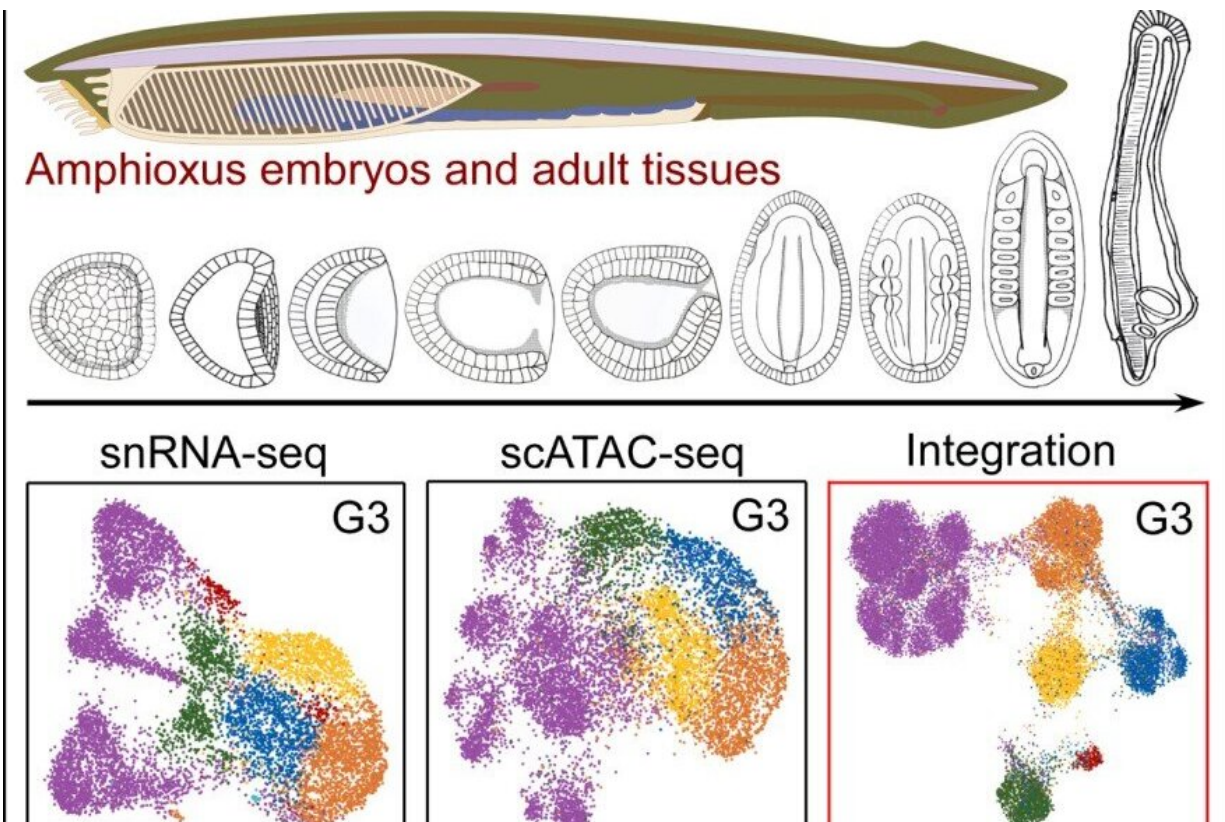 Amphioxus embryos and adult tissues
snRNA-seq
scATAC-seq
Integration
G3
G3
G3